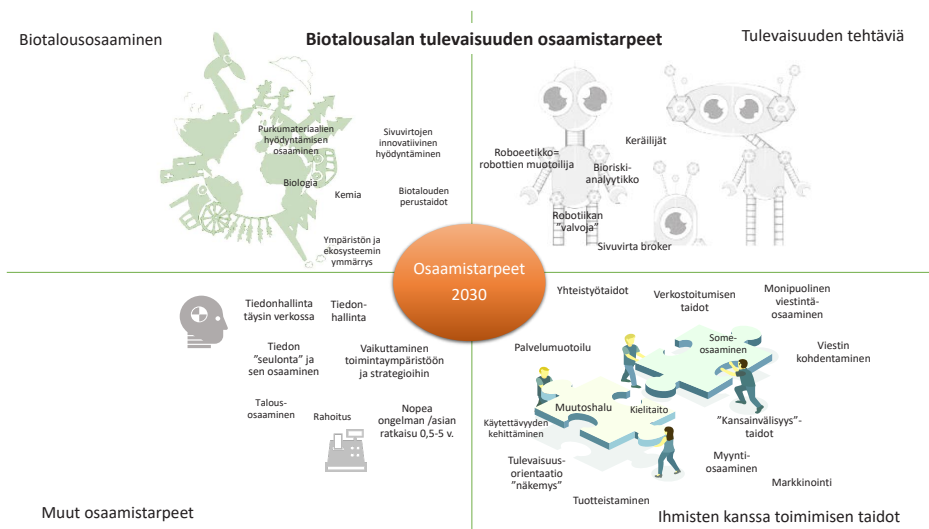 Biotalousosaaminen
Biotalousalan tulevaisuuden osaamistarpeet
Tulevaisuuden tehtäviä
Purkumateriaalien
hyödyntämisen
osaaminen
Sivuvirtojen
innovatiivinen
hyödyntäminen
Biologia
Kemia
Biotalouden
perustaidot
Ympäristön ja
ekosysteemin
ymmärrys
Keräilijät
Roboeetikko=
robottien muotoilija
Bioriski-
analyytikko
Robotiikan
"valvoja"
Sivuvirta broker
Osaamistarpeet
2030
Tiedonhallinta
täysin verkossa
Tiedon-
hallinta
Tiedon
"seulonta" ja
sen osaaminen
Vaikuttaminen
toimintaympäristöön
ja strategioihin
Talous-
osaaminen
Rahoitus
Nopea
ongelman /asian
ratkaisu 0,5-5 v.
Muut osaamistarpeet
Yhteistyötaidot
Verkostoitumisen
taidot
Monipuolinen
viestintä-
osaaminen
Palvelumuotoilu
Some-
osaaminen
Viestin
kohdentaminen
Muutoshalu
Kielitaito
Käytettävyyden
kehittäminen
"Kansainvälisyys"-
taidot
Tulevaisuus-
orientaatio
"näkemys"
Myynti-
osaaminen
Markkinointi
Tuotteistaminen
Ihmisten kanssa toimimisen taidot